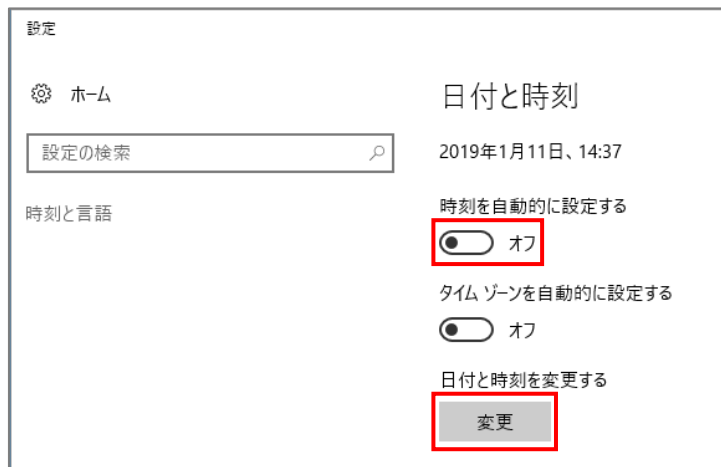 設定
ホーム
設定の検索
時刻と言語
日付と時刻
2019年1月11日、14:37
時刻を自動的に設定する
オフ
タイム ゾーンを自動的に設定する
オフ
日付と時刻を変更する
変更